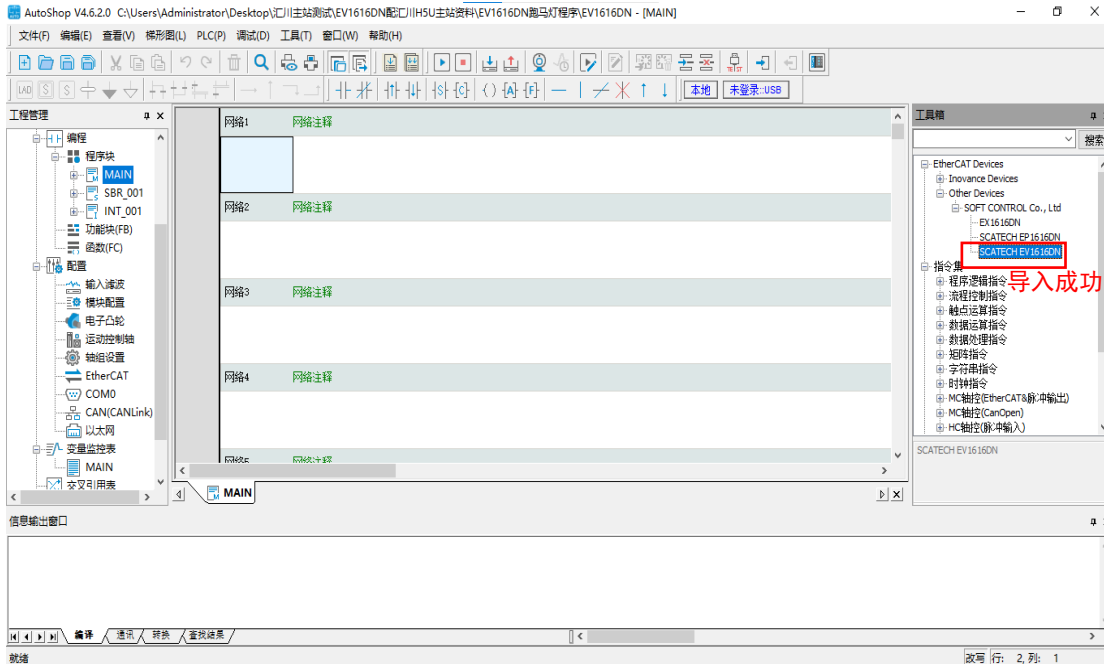 AutoShop V4.6.2.0 C:\Users\Administrator\Desktop\汇川主站测试\EV1616DN配汇川H5U主站资料\EV1616DN跑马灯程序\EV1616DN - [MAIN]
文件(F) 编辑(E) 查看(V) 梯形图(L) PLC(P) 调试(D) 工具(T) 窗口(W) 帮助(H)
本地 未登录::USB
工程管理
编程
程序块
MAIN
SBR_001
INT_001
功能块(FB)
函数(FC)
配置
输入滤波
模块配置
电子凸轮
运动控制轴
轴组设置
EtherCAT
COM0
CAN(CANLink)
以太网
变量监控表
MAIN
交叉引用表
网络1 网络注释
网络2 网络注释
网络3 网络注释
网络4 网络注释
网络5 网络注释
MAIN
工具箱
搜索
EtherCAT Devices
Inovance Devices
Other Devices
SOFT CONTROL Co., Ltd
EX1616DN
SCATECH EP1616DN
SCATECH EV1616DN
导入成功
指令集
程序逻辑指令
流程控制指令
触点运算指令
数据运算指令
数据处理指令
矩阵指令
字符串指令
时钟指令
MC轴控(EtherCAT&脉冲输出)
MC轴控(CanOpen)
HC轴控(脉冲输入)
SCATECH EV1616DN
信息输出窗口
编译 通讯 转换 查找结果
就绪
改写 行: 2, 列: 1